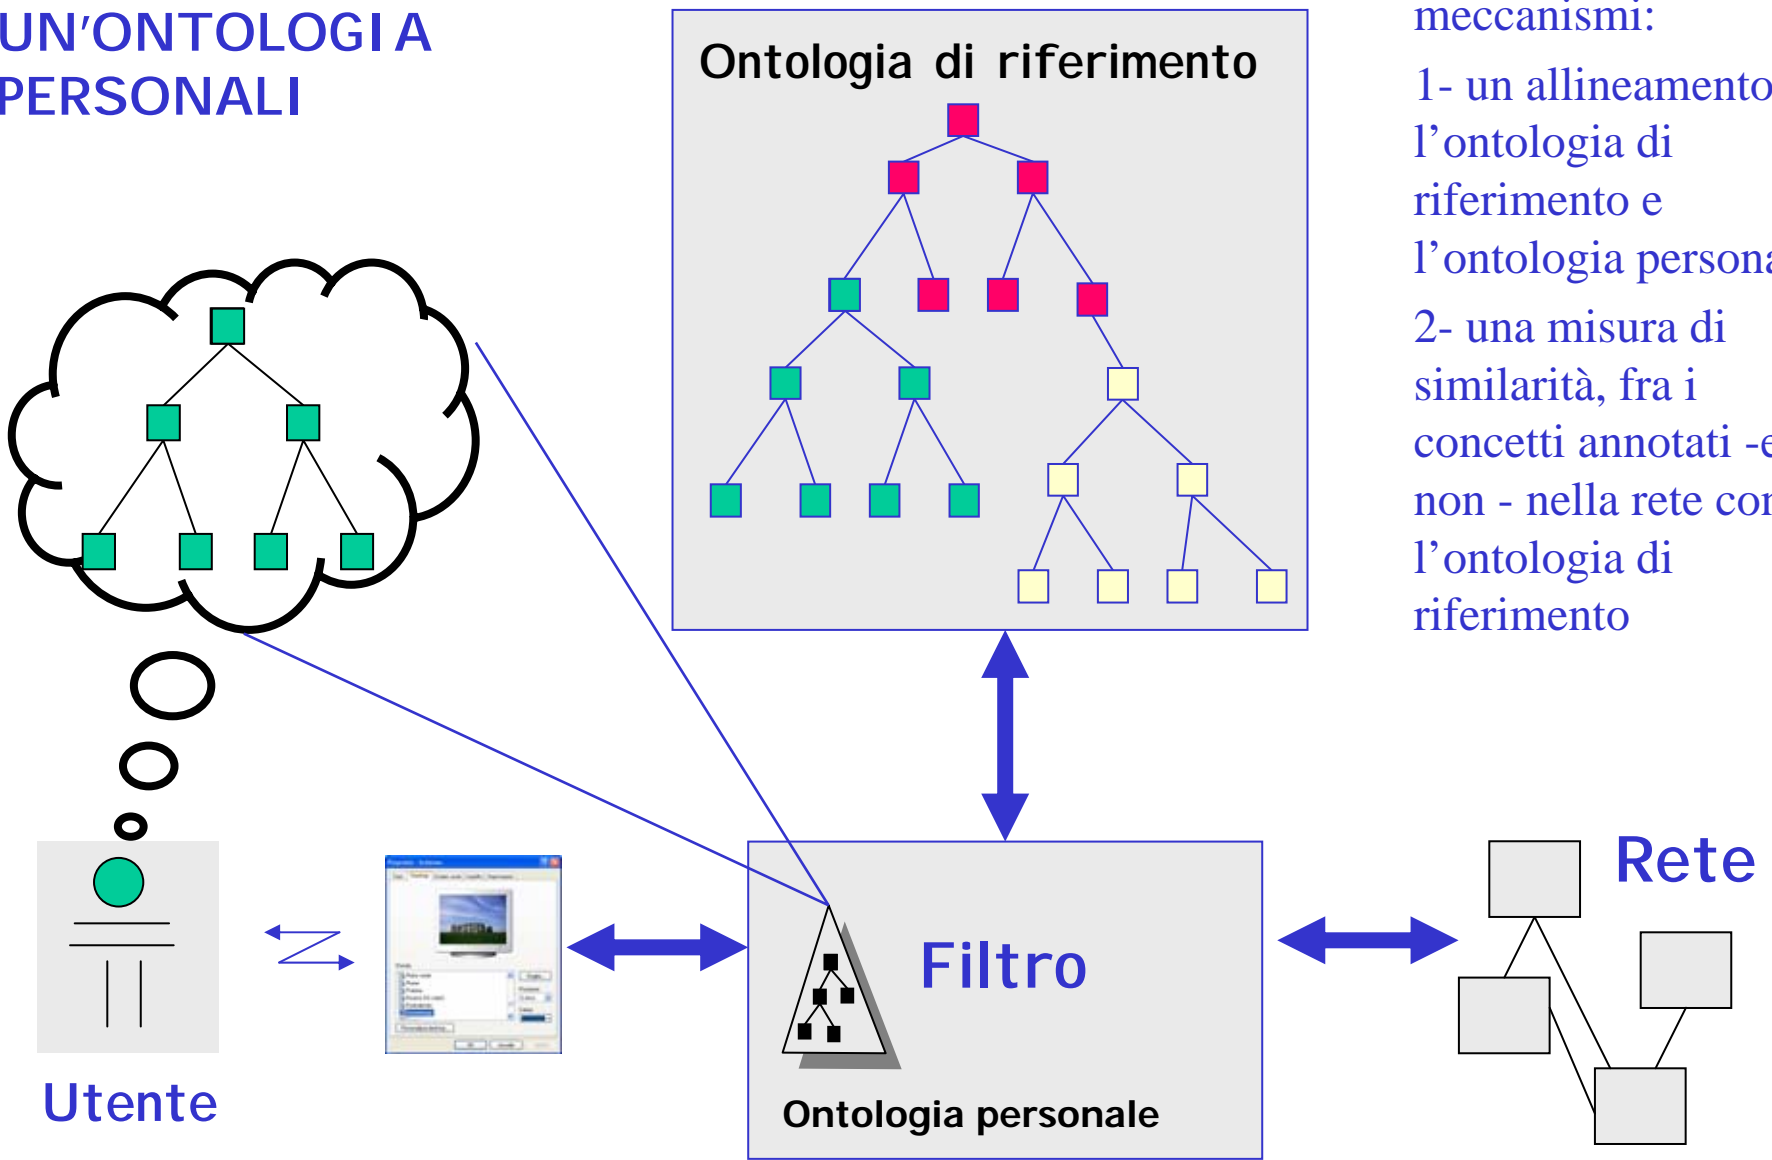 UN’ONTOLOGIA
PERSONALI
Ontologia di riferimento
meccanismi:
1- un allineamento
l’ontologia di
riferimento e
l’ontologia persona
2- una misura di
similarità, fra i
concetti annotati -e
non - nella rete con
l’ontologia di
riferimento
Rete
Filtro
Utente
Ontologia personale